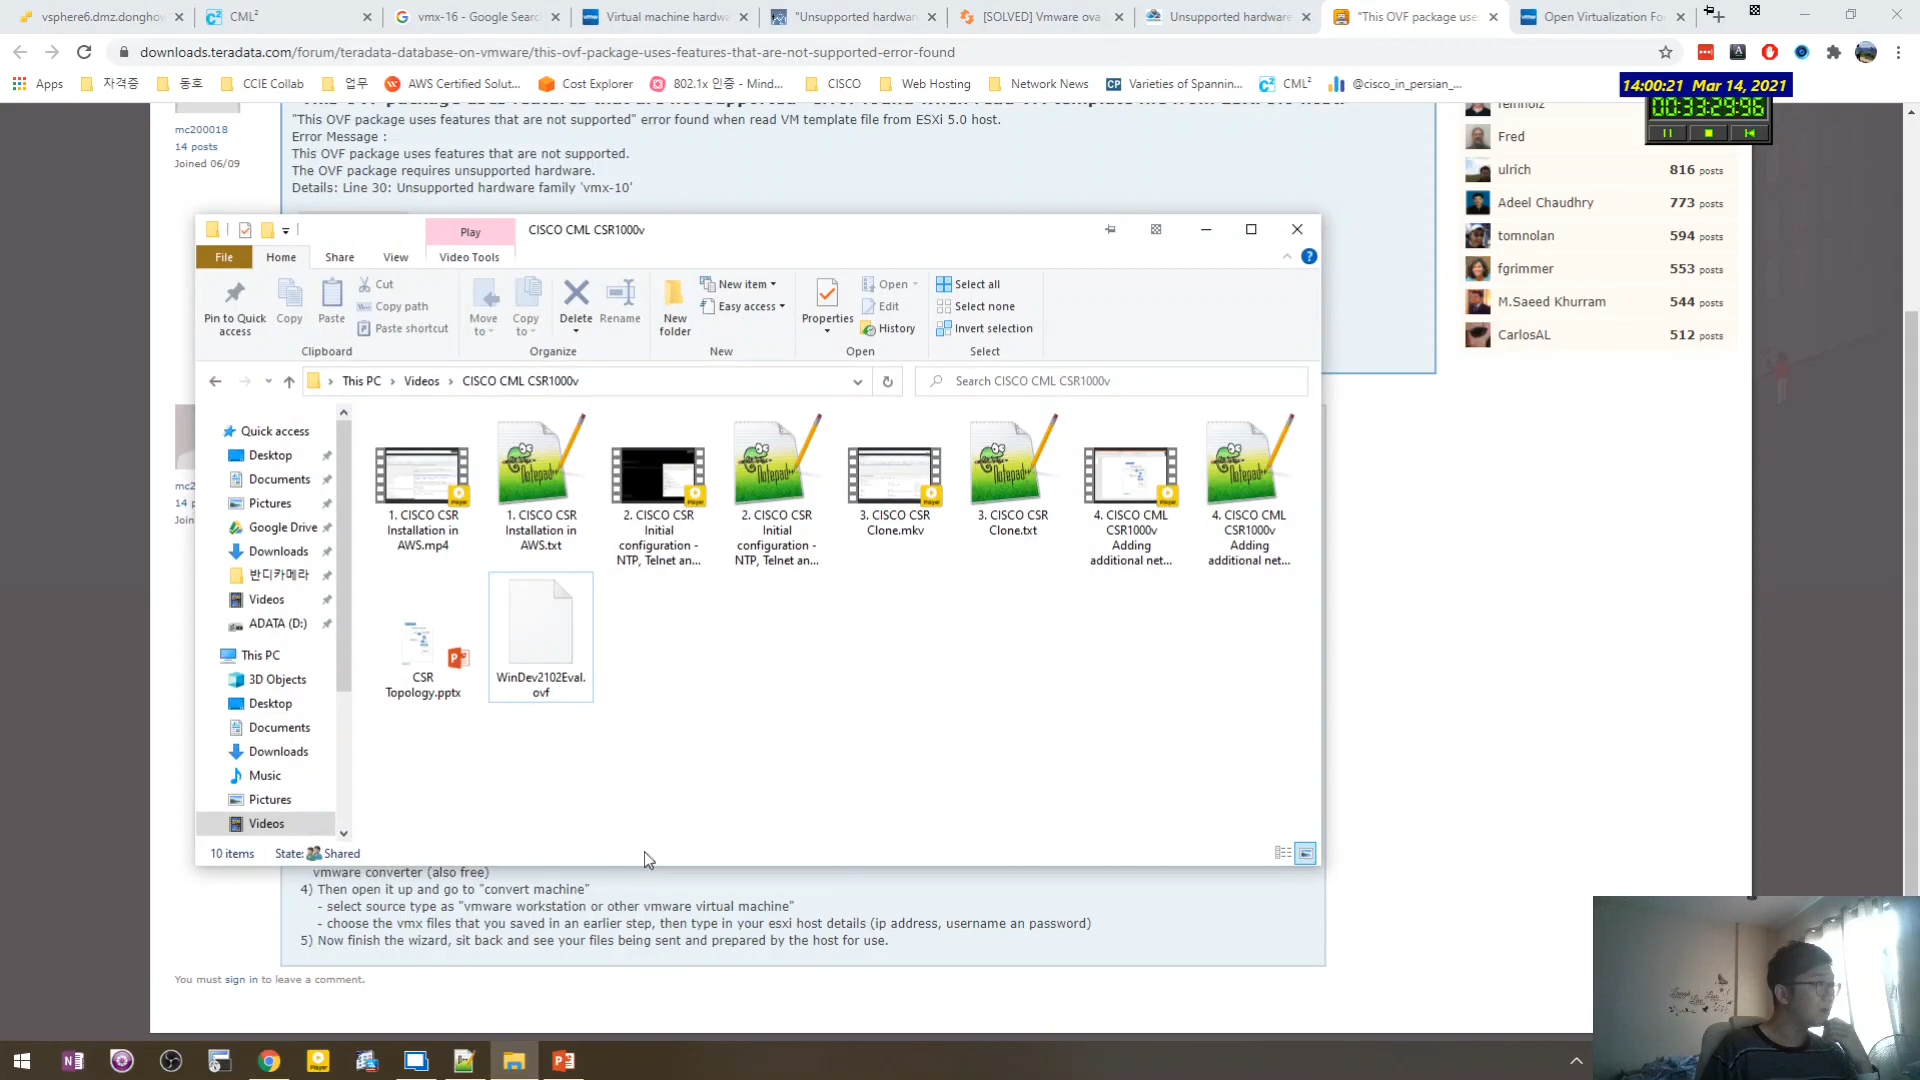 vsphere6.dmz.dongho
CML²
vmx-16 - Google Searc
Virtual machine hardwa
"Unsupported hardwar
[SOLVED] Vmware ova
Unsupported hardware
"This OVF package use
Open Virtualization Fo
downloads.teradata.com/forum/teradata-database-on-vmware/this-ovf-package-uses-features-that-are-not-supported-error-found
Apps
자격증
동호
CCIE Collab
업무
AWS Certified Solut...
Cost Explorer
802.1x 인증 - Mind...
CISCO
Web Hosting
Network News
CP Varieties of Spannin...
CML²
@cisco_in_persian_...
14:00:21 Mar 14, 2021
00:33:29:96
mc200018
14 posts
Joined 06/09
"This OVF package uses features that are not supported" error found when read VM template file from ESXi 5.0 host.
Error Message :
This OVF package uses features that are not supported.
The OVF package requires unsupported hardware.
Details: Line 30: Unsupported hardware family 'vmx-10'
Fred
ulrich 816 posts
Adeel Chaudhry 773 posts
tomnolan 594 posts
fgrimmer 553 posts
M.Saeed Khurram 544 posts
CarlosAL 512 posts
Play
CISCO CML CSR1000v
File
Home
Share
View
Video Tools
Pin to Quick access
Copy
Paste
Cut
Copy path
Paste shortcut
Clipboard
Move to
Copy to
Delete
Rename
Organize
New folder
New item
Easy access
New
Properties
Open
Edit
History
Open
Select all
Select none
Invert selection
Select
This PC
Videos
CISCO CML CSR1000v
Search CISCO CML CSR1000v
Quick access
Desktop
Documents
Pictures
Google Drive
Downloads
반디카메라
Videos
ADATA (D:)
This PC
3D Objects
Desktop
Documents
Downloads
Music
Pictures
Videos
1. CISCO CSR
Installation in
AWS.mp4
1. CISCO CSR
Installation in
AWS.txt
2. CISCO CSR
Initial
configuration -
NTP, Telnet an...
2. CISCO CSR
Initial
configuration -
NTP, Telnet an...
3. CISCO CSR
Clone.mkv
3. CISCO CSR
Clone.txt
4. CISCO CML
CSR1000v
Adding
additional net...
4. CISCO CML
CSR1000v
Adding
additional net...
CSR
Topology.pptx
WinDev2102Eval.
ovf
10 items
State: Shared
mc2
14 p
Join
vmware converter (also free)
4) Then open it up and go to "convert machine"
- select source type as "vmware workstation or other vmware virtual machine"
- choose the vmx files that you saved in an earlier step, then type in your esxi host details (ip address, username an password)
5) Now finish the wizard, sit back and see your files being sent and prepared by the host for use.
You must sign in to leave a comment.